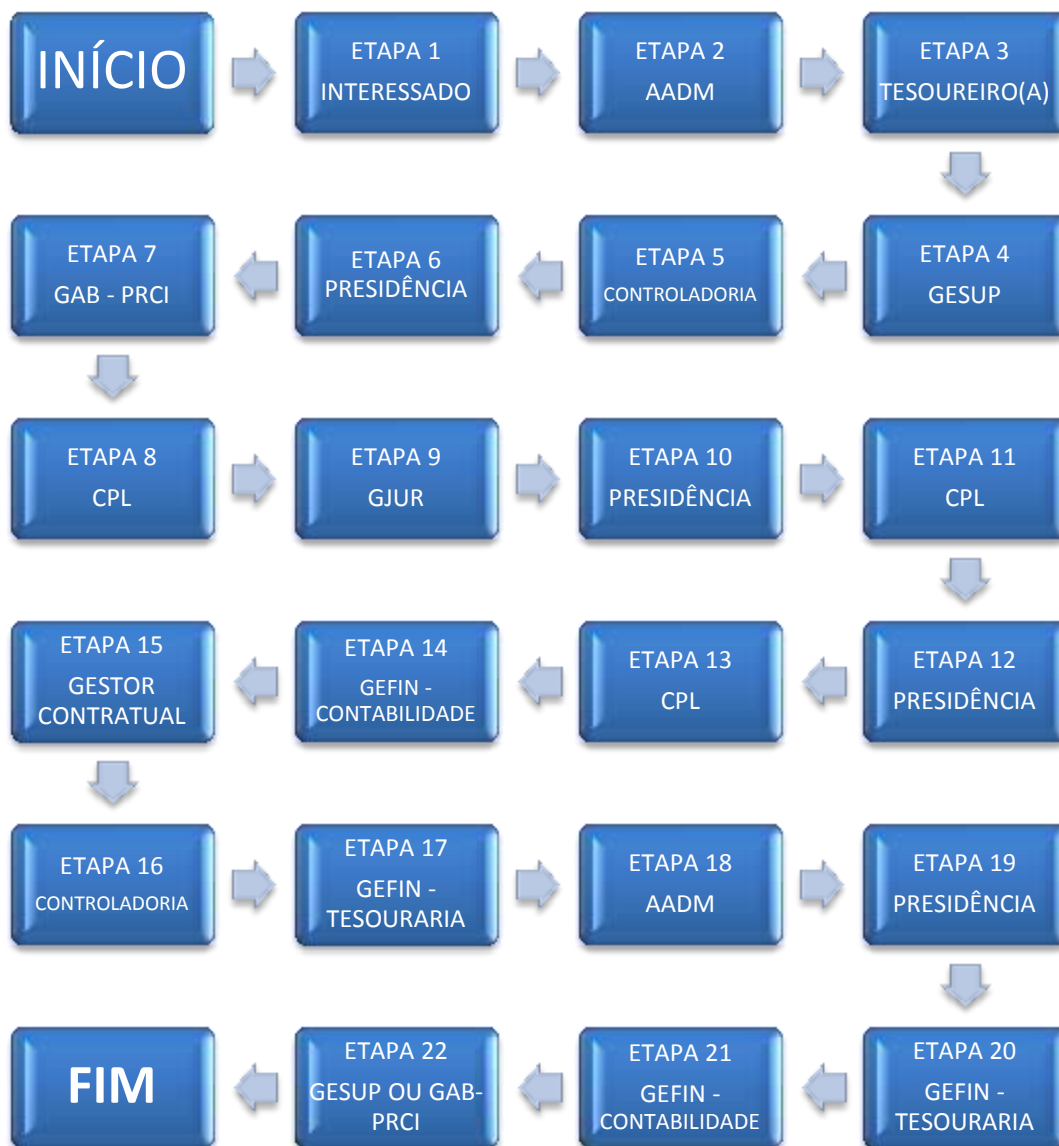 INÍCIO
ETAPA 1
INTERESSADO
ETAPA 2
AADM
ETAPA 3
TESOUREIRO(A)
ETAPA 4
GESUP
ETAPA 5
CONTROLADORIA
ETAPA 6
PRESIDÊNCIA
ETAPA 7
GAB - PRCI
ETAPA 8
CPL
ETAPA 9
GJUR
ETAPA 10
PRESIDÊNCIA
ETAPA 11
CPL
ETAPA 12
PRESIDÊNCIA
ETAPA 13
CPL
ETAPA 14
GEFIN -
CONTABILIDADE
ETAPA 15
GESTOR
CONTRATUAL
ETAPA 16
CONTROLADORIA
ETAPA 17
GEFIN -
TESOURARIA
ETAPA 18
AADM
ETAPA 19
PRESIDÊNCIA
ETAPA 20
GEFIN -
TESOURARIA
ETAPA 21
GEFIN -
CONTABILIDADE
ETAPA 22
GESUP OU GAB-
PRCI
FIM